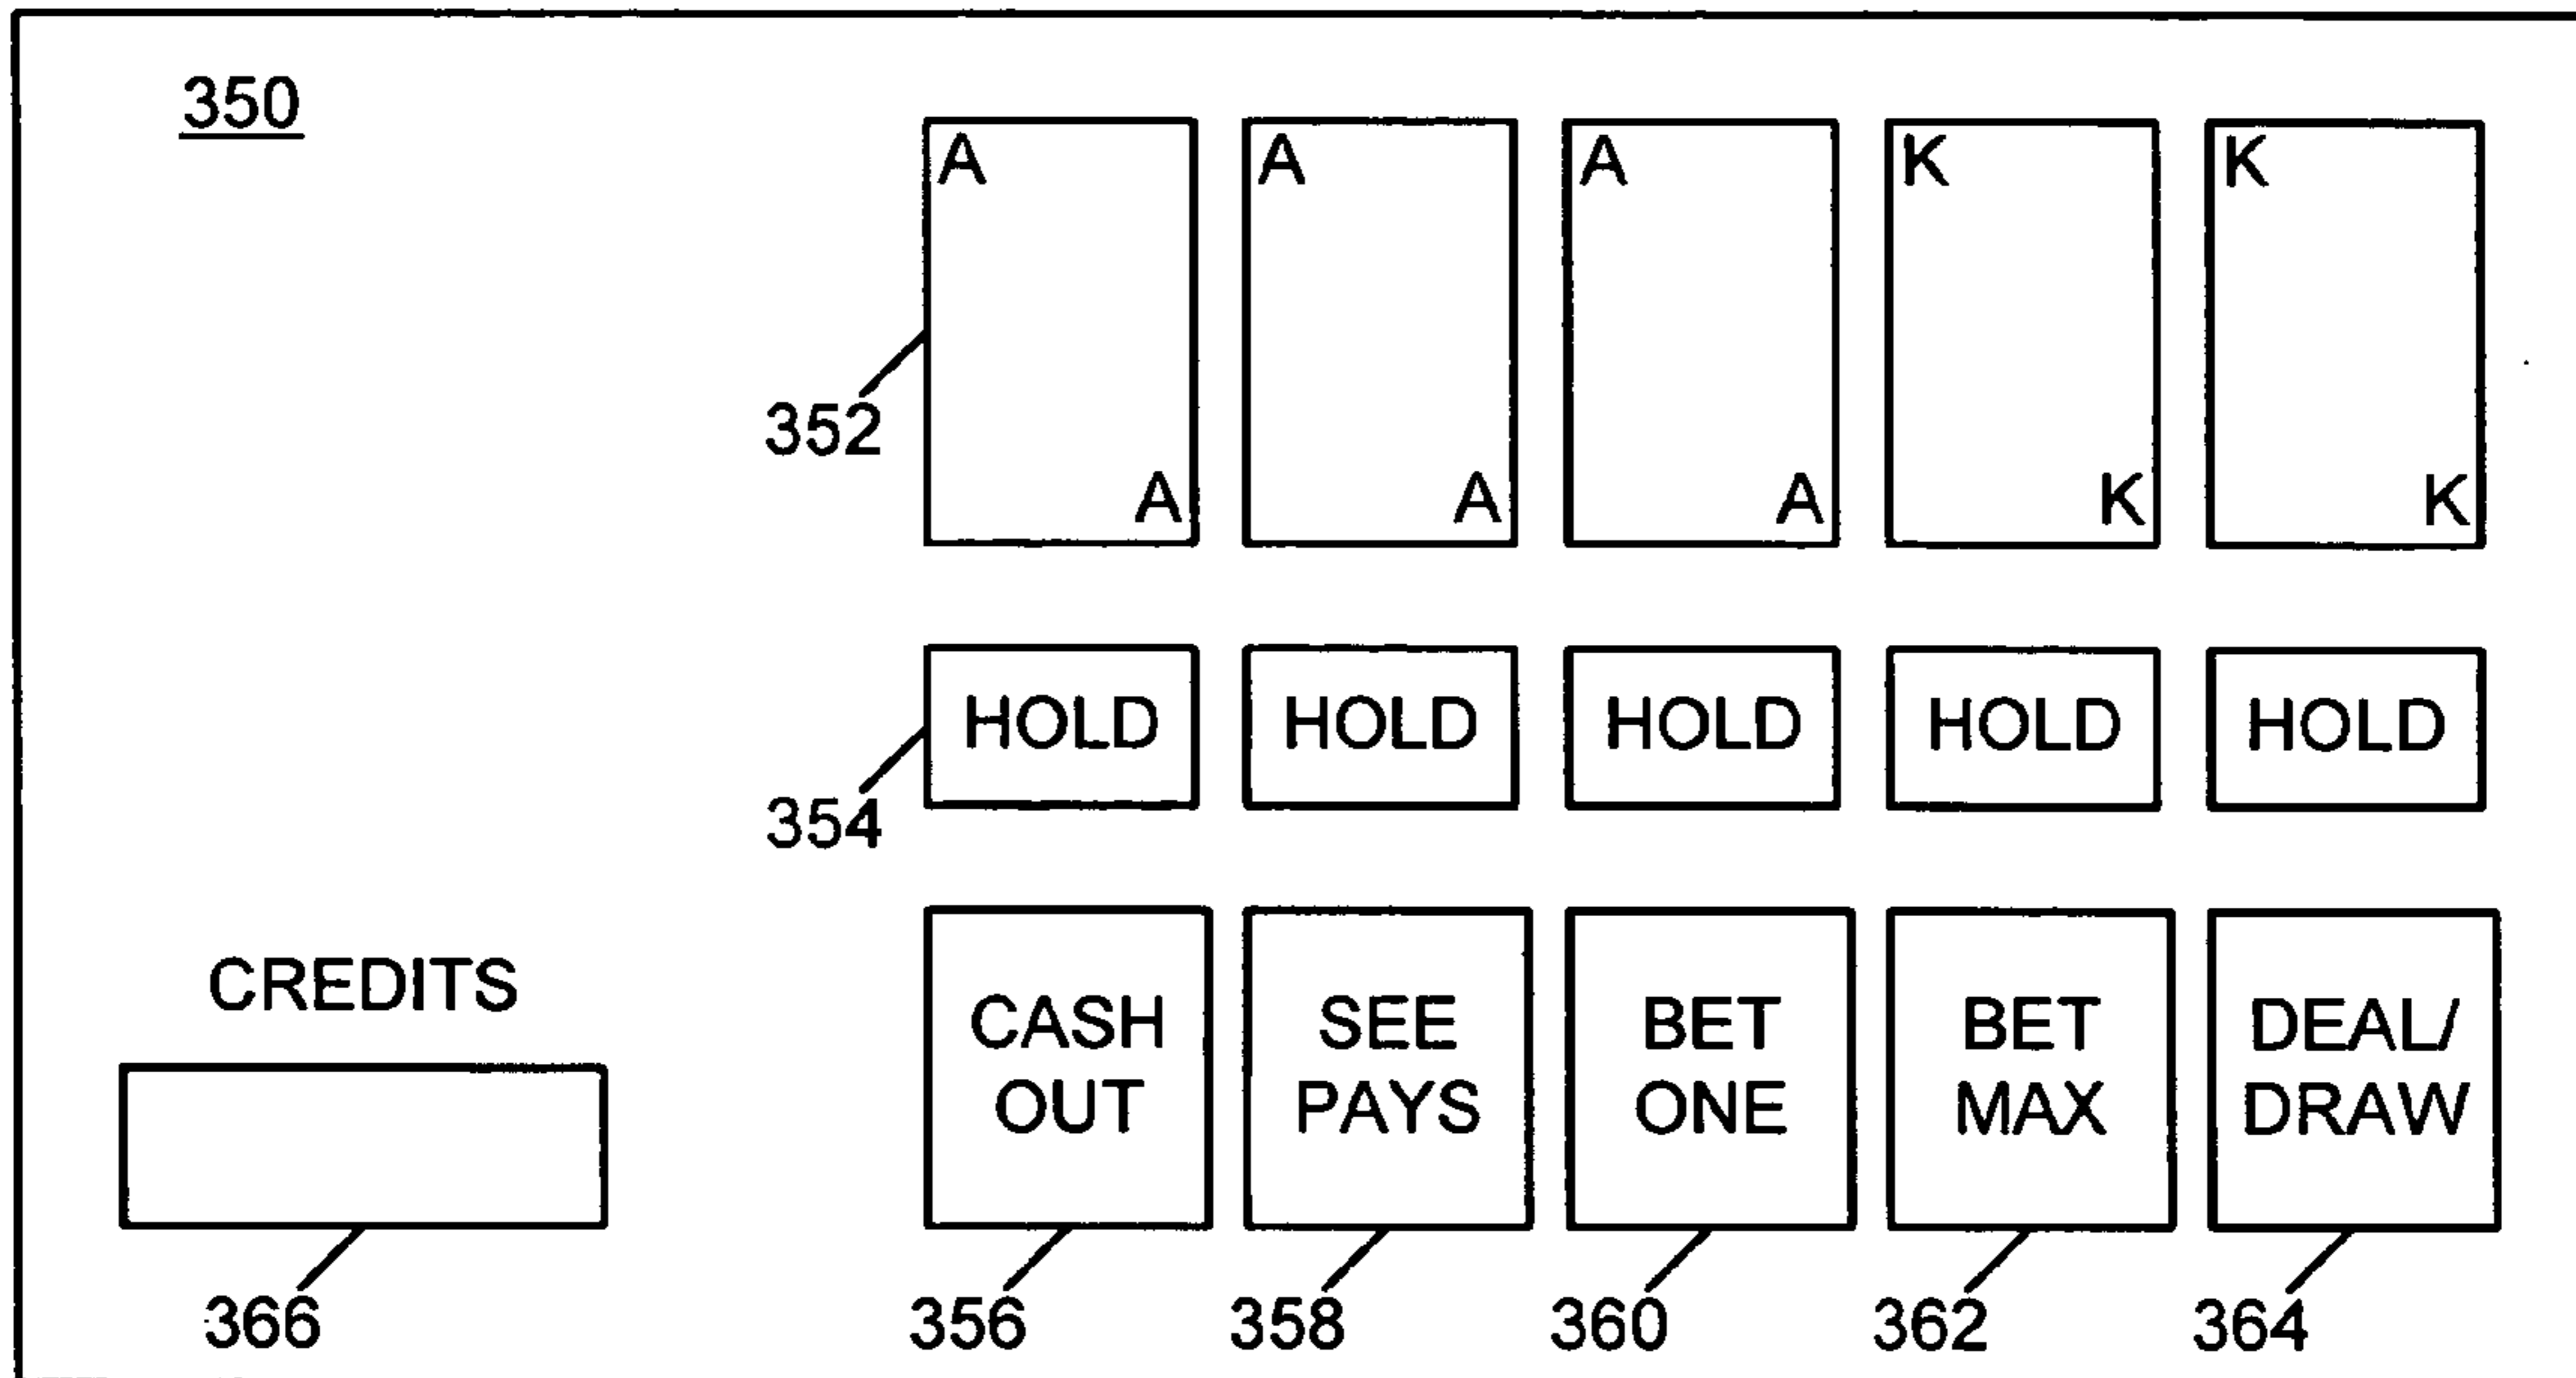 350
A A A K K
352
A A A K K
HOLD HOLD HOLD HOLD HOLD
354
CREDITS
CASH OUT
SEE PAYS
BET ONE
BET MAX
DEAL/ DRAW
366 356 358 360 362 364